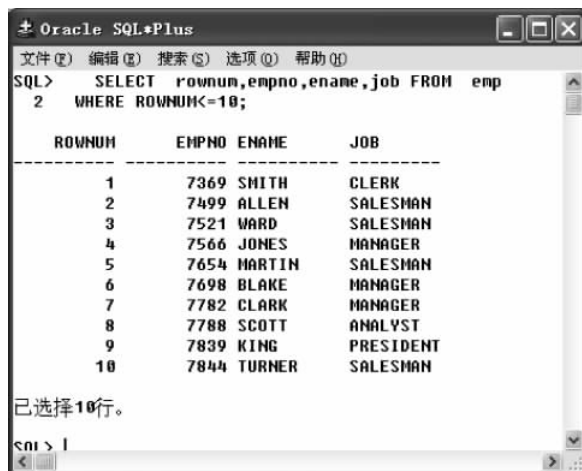 Oracle SQL*Plus
文件(F) 编辑(E) 搜索(S) 选项(O) 帮助(H)
SQL> SELECT rownum,empno,ename,job FROM emp
2 WHERE ROWNUM<=10;
ROWNUM EMPNO ENAME JOB
---------- ---------- ---------- ---------
1 7369 SMITH CLERK
2 7499 ALLEN SALESMAN
3 7521 WARD SALESMAN
4 7566 JONES MANAGER
5 7654 MARTIN SALESMAN
6 7698 BLAKE MANAGER
7 7782 CLARK MANAGER
8 7788 SCOTT ANALYST
9 7839 KING PRESIDENT
10 7844 TURNER SALESMAN
已选择10行。
SQL>